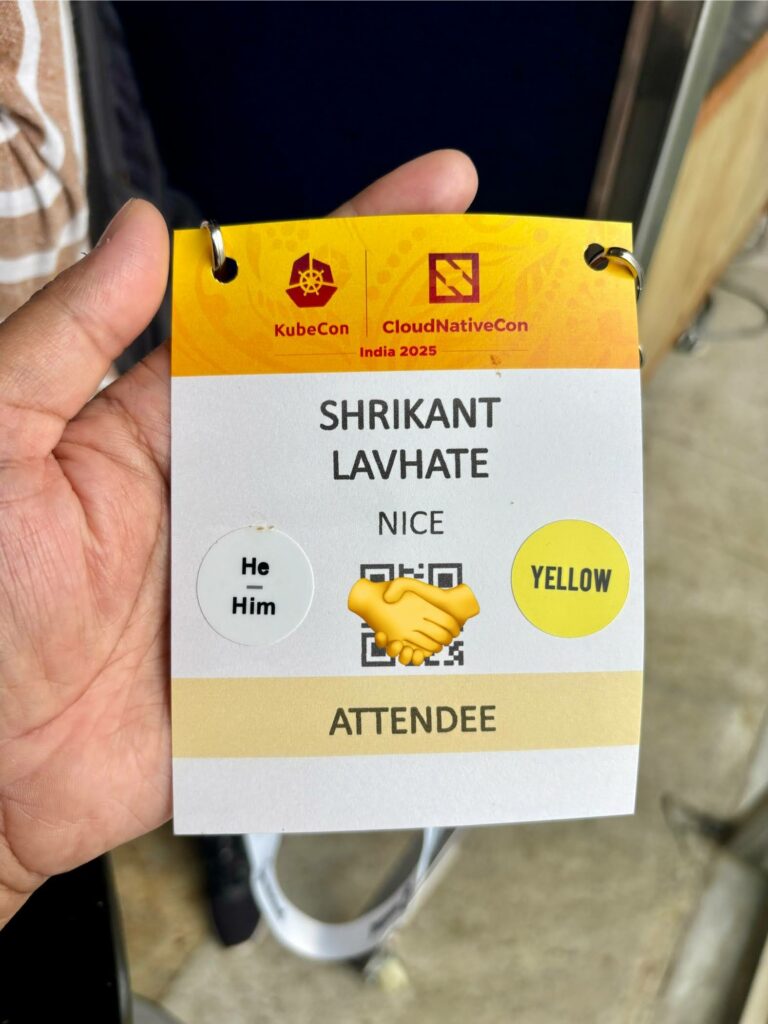 KubeCon
CloudNativeCon
India 2025
SHRIKANT
LAVHATE
NICE
He
Him
YELLOW
ATTENDEE